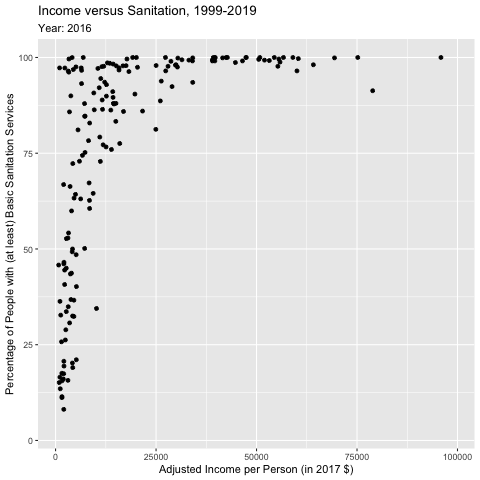 Income versus Sanitation, 1999-2019
Year: 2016
Percentage of People with (at least) Basic Sanitation Services
100
75
50
25
0
0
25000
50000
75000
100000
Adjusted Income per Person (in 2017 $)